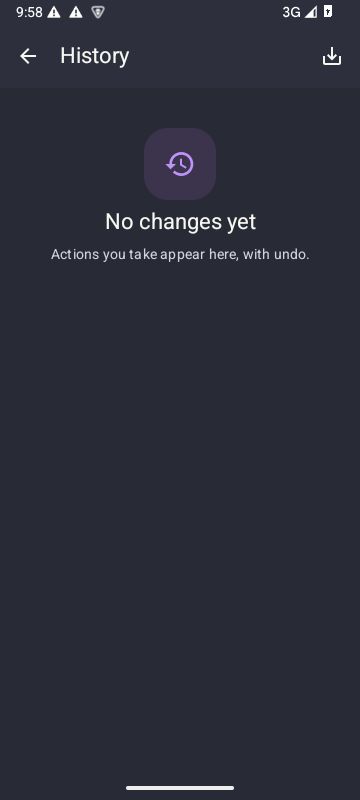 9:58
3G
History
No changes yet
Actions you take appear here, with undo.